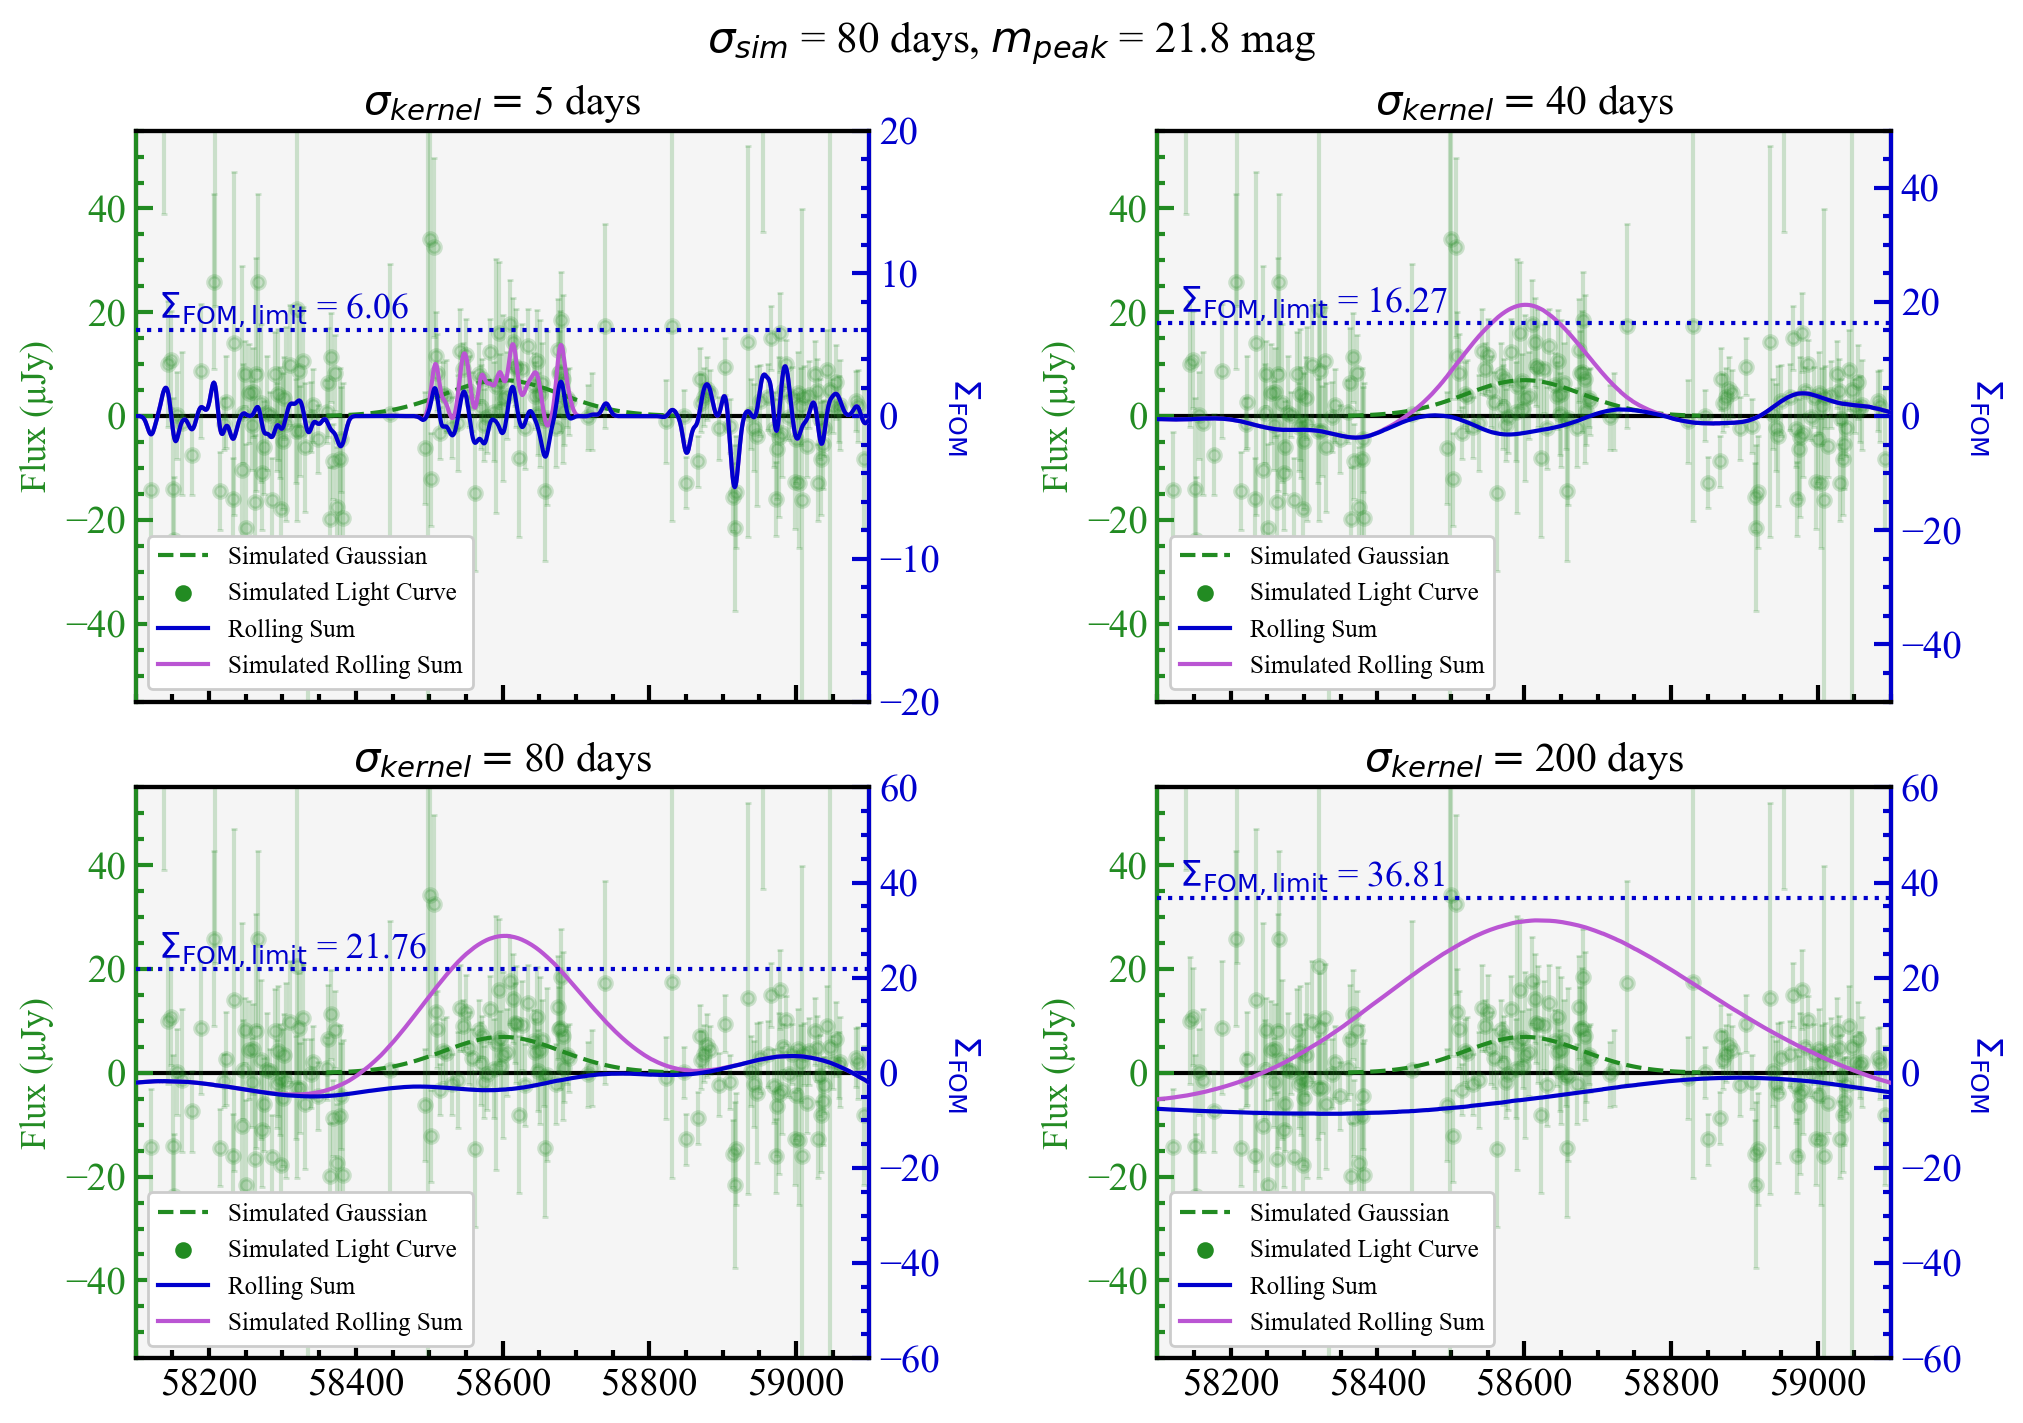 σsim = 80 days, mpeak = 21.8 mag
σkernel = 5 days
σkernel = 40 days
40
20
0
−20
−40
Flux (µJy)
20
10
0
−10
−20
ΣFOM
ΣFOM, limit = 6.06
Simulated Gaussian
Simulated Light Curve
Rolling Sum
Simulated Rolling Sum
40
20
0
−20
−40
Flux (µJy)
40
20
0
−20
−40
ΣFOM
ΣFOM, limit = 16.27
Simulated Gaussian
Simulated Light Curve
Rolling Sum
Simulated Rolling Sum
σkernel = 80 days
σkernel = 200 days
40
20
0
−20
−40
Flux (µJy)
60
40
20
0
−20
−40
−60
ΣFOM
ΣFOM, limit = 21.76
Simulated Gaussian
Simulated Light Curve
Rolling Sum
Simulated Rolling Sum
58200 58400 58600 58800 59000
40
20
0
−20
−40
Flux (µJy)
60
40
20
0
−20
−40
−60
ΣFOM
ΣFOM, limit = 36.81
Simulated Gaussian
Simulated Light Curve
Rolling Sum
Simulated Rolling Sum
58200 58400 58600 58800 59000